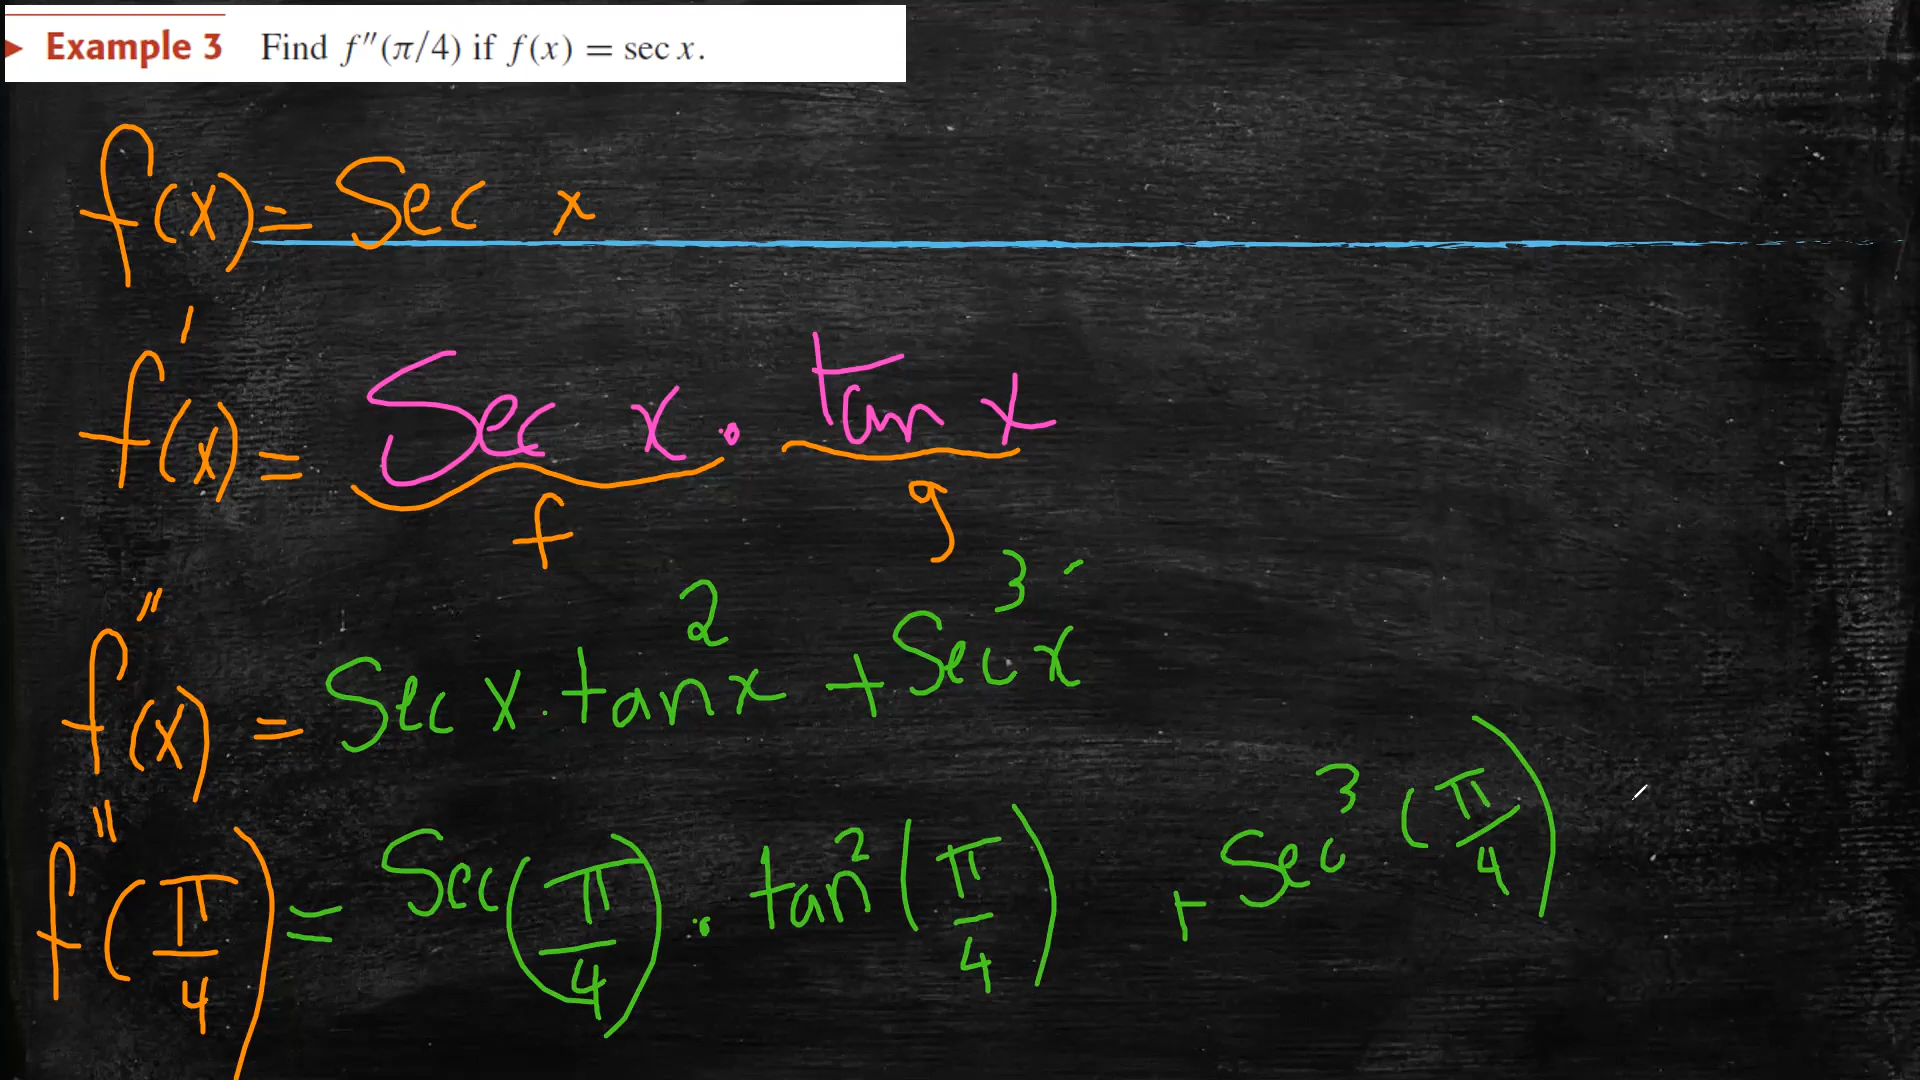 Example 3 Find f″(π/4) if f(x) = sec x.
f(x) = Sec x
f'(x) = Sec x · tan x
f g
f″(x) = Sec x · tan² x + Sec³ x
f″(π/4) = Sec(π/4) · tan²(π/4) + Sec³(π/4)